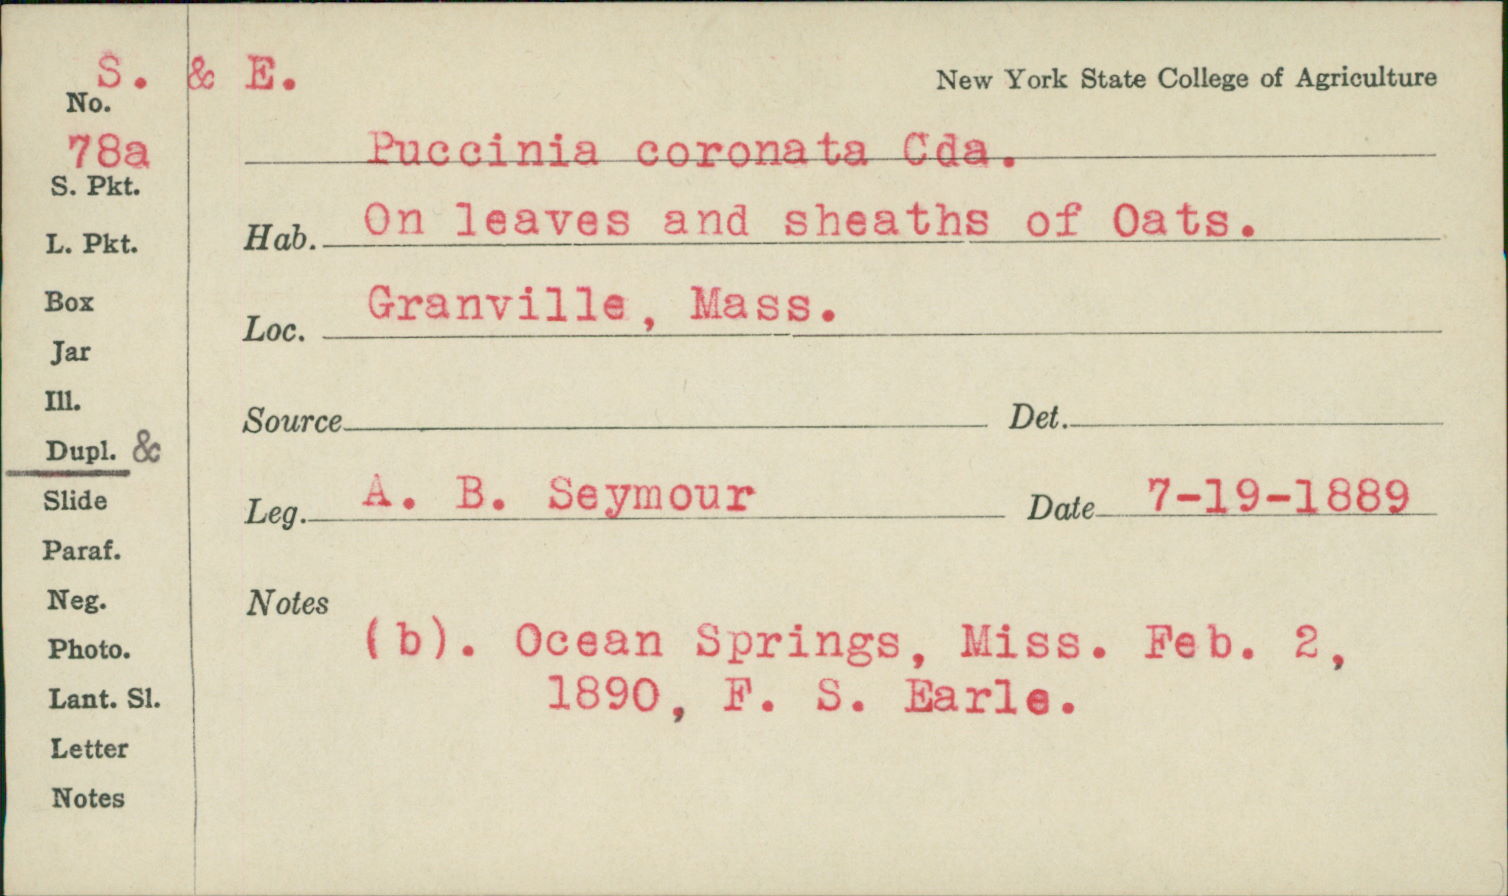 S. & E.
New York State College of Agriculture
No.
78a
Puccinia coronata Cda.
S. Pkt.
Hab. On leaves and sheaths of Oats.
L. Pkt.
Box
Loc. Granville, Mass.
Jar
Ill.
Source Det.
Dupl. &
Slide
Leg. A. B. Seymour Date 7-19-1889
Paraf.
Neg.
Notes
(b). Ocean Springs, Miss. Feb. 2,
Photo.
1890, F. S. Earle.
Lant. Sl.
Letter
Notes